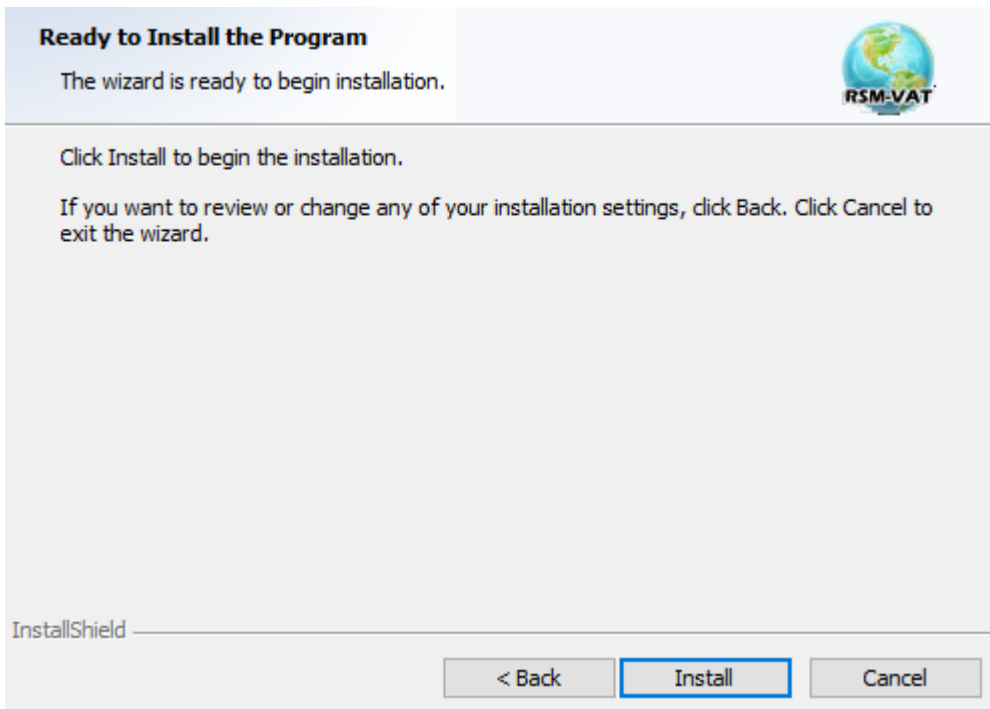 Ready to Install the Program
The wizard is ready to begin installation.
RSM-VAT
Click Install to begin the installation.
If you want to review or change any of your installation settings, click Back. Click Cancel to
exit the wizard.
InstallShield
< Back
Install
Cancel